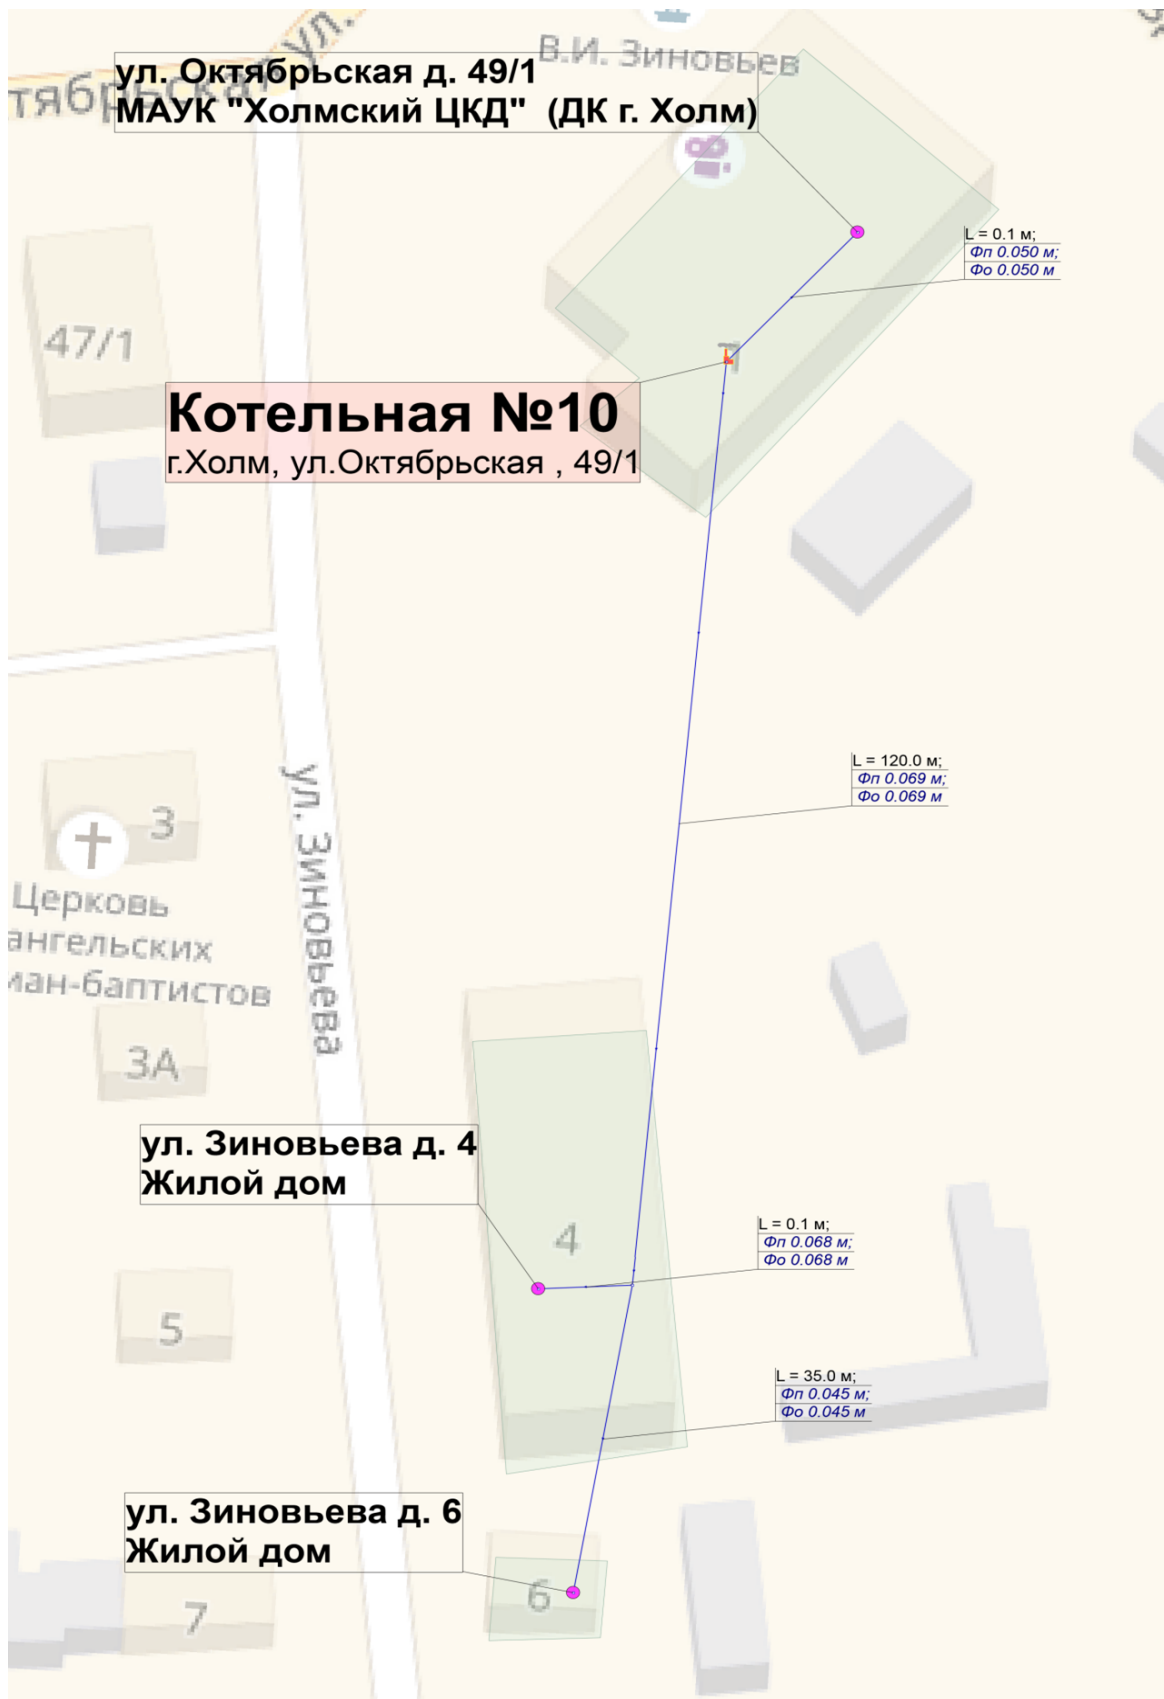 ул.
тябрьская
В.И. Зиновьев
ул. Октябрьская д. 49/1
МАУК "Холмский ЦКД" (ДК г. Холм)
L = 0.1 м;
Фп 0.050 м;
Фо 0.050 м
47/1
Котельная №10
г.Холм, ул.Октябрьская , 49/1
L = 120.0 м;
Фп 0.069 м;
Фо 0.069 м
ул. Зиновьева
3
Церковь
ангельских
ман-баптистов
3А
ул. Зиновьева д. 4
Жилой дом
4
L = 0.1 м;
Фп 0.068 м;
Фо 0.068 м
5
L = 35.0 м;
Фп 0.045 м;
Фо 0.045 м
ул. Зиновьева д. 6
Жилой дом
6
7